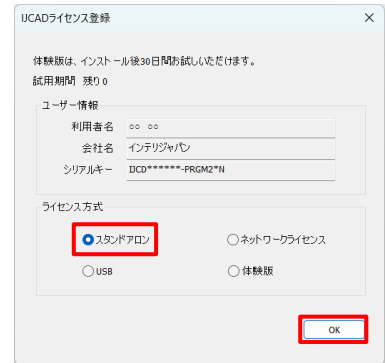 IJCADライセンス登録
体験版は、インストール後30日間お試しいただけます。
試用期間 残り0
ユーザー情報
利用者名 ○○ ○○
会社名 インテリジャパン
シリアルキー IJCD******-PRGM2*N
ライセンス方式
スタンドアロン ネットワークライセンス
USB 体験版
OK